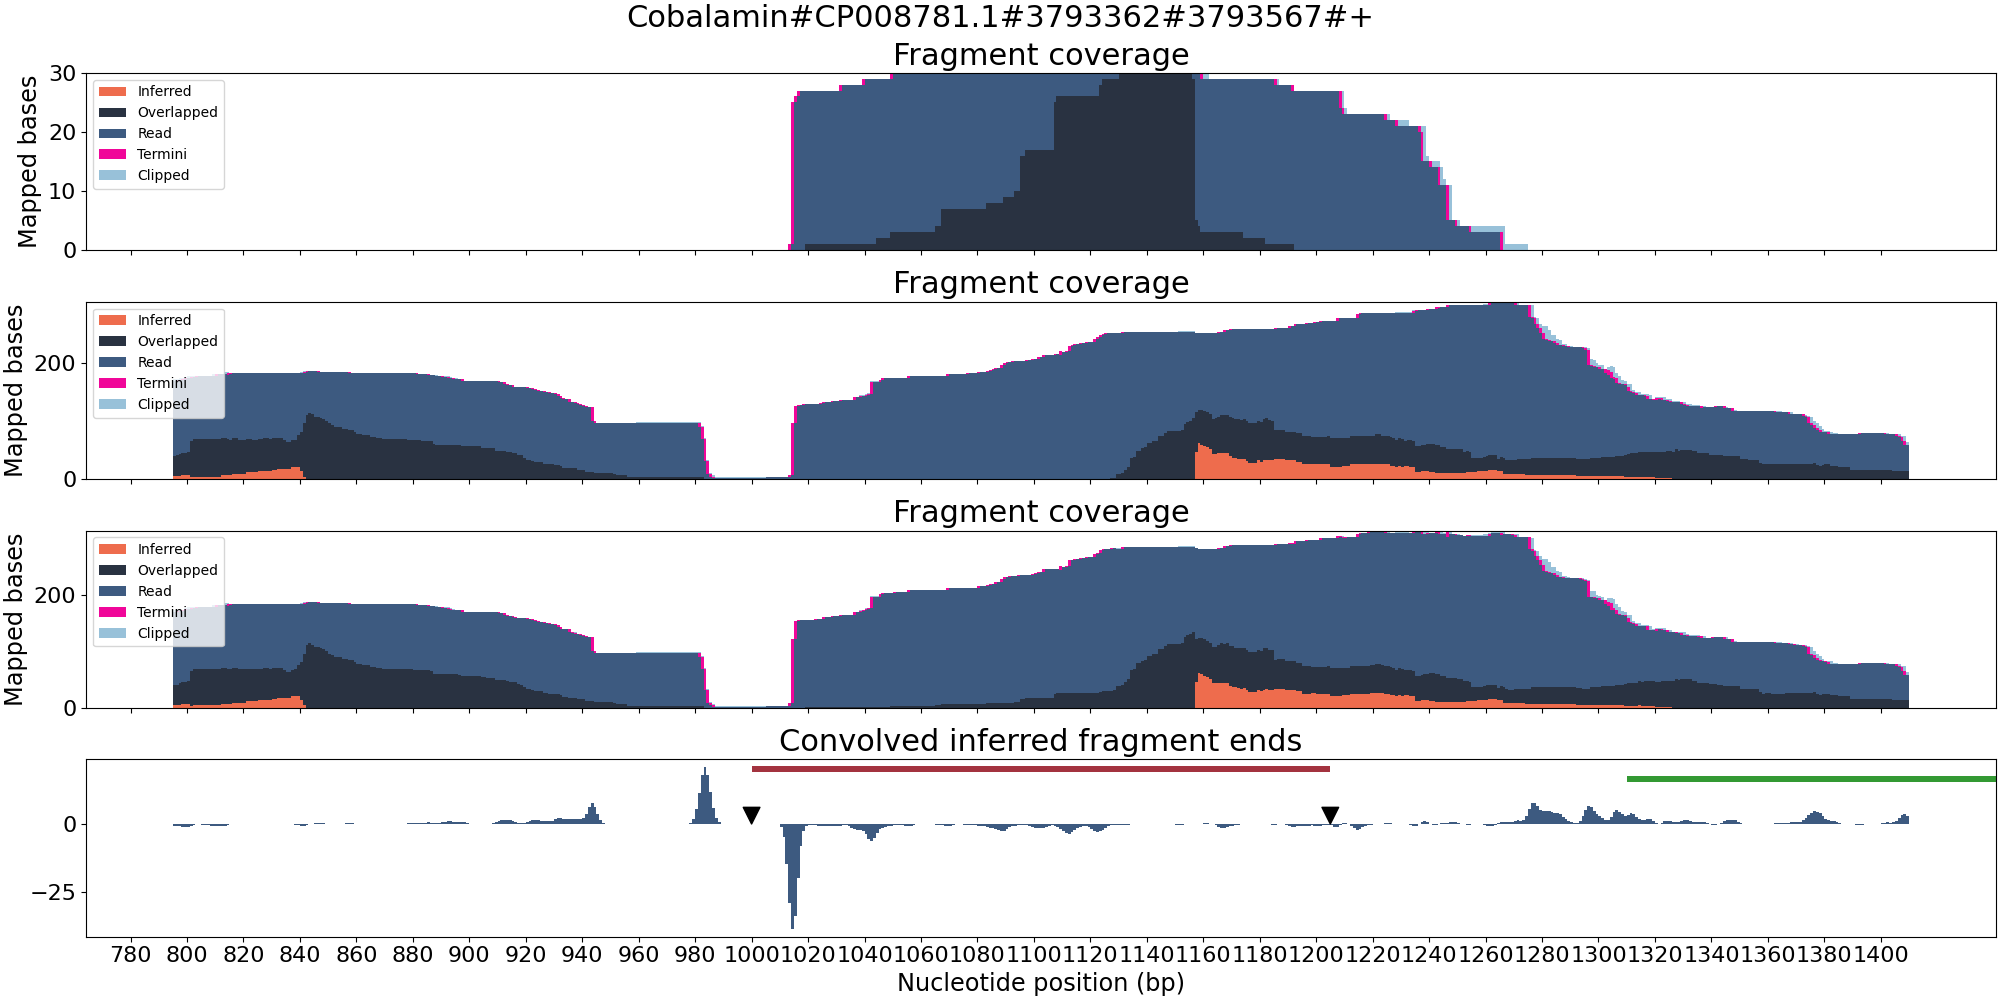 Cobalamin#CP008781.1#3793362#3793567#+
Fragment coverage
Mapped bases
30
20
10
0
Inferred
Overlapped
Read
Termini
Clipped
Fragment coverage
Mapped bases
200
0
Inferred
Overlapped
Read
Termini
Clipped
Fragment coverage
Mapped bases
200
0
Inferred
Overlapped
Read
Termini
Clipped
Convolved inferred fragment ends
0
−25
780 800 820 840 860 880 900 920 940 960 980 1000 1020 1040 1060 1080 1100 1120 1140 1160 1180 1200 1220 1240 1260 1280 1300 1320 1340 1360 1380 1400
Nucleotide position (bp)